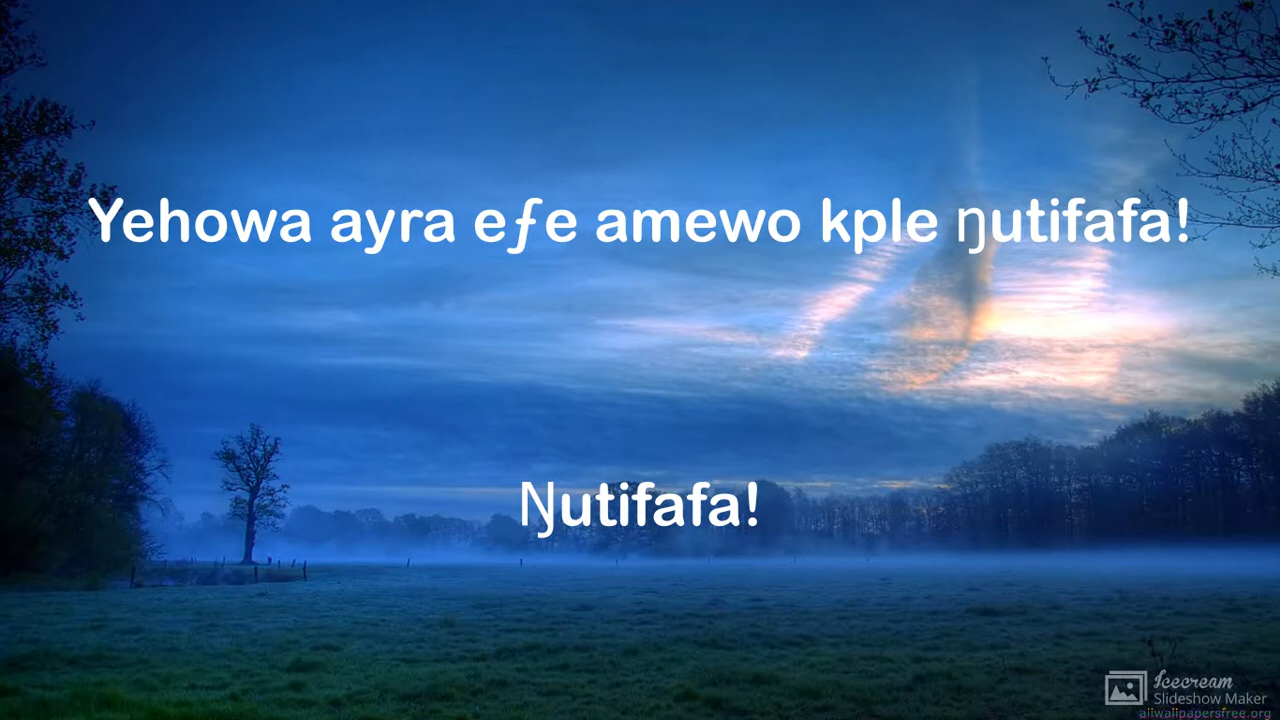 Yehowa ayra eƒe amewo kple ŋutifafa!
Ŋutifafa!
Icecream
Slideshow Maker
allwallpapersfree.org